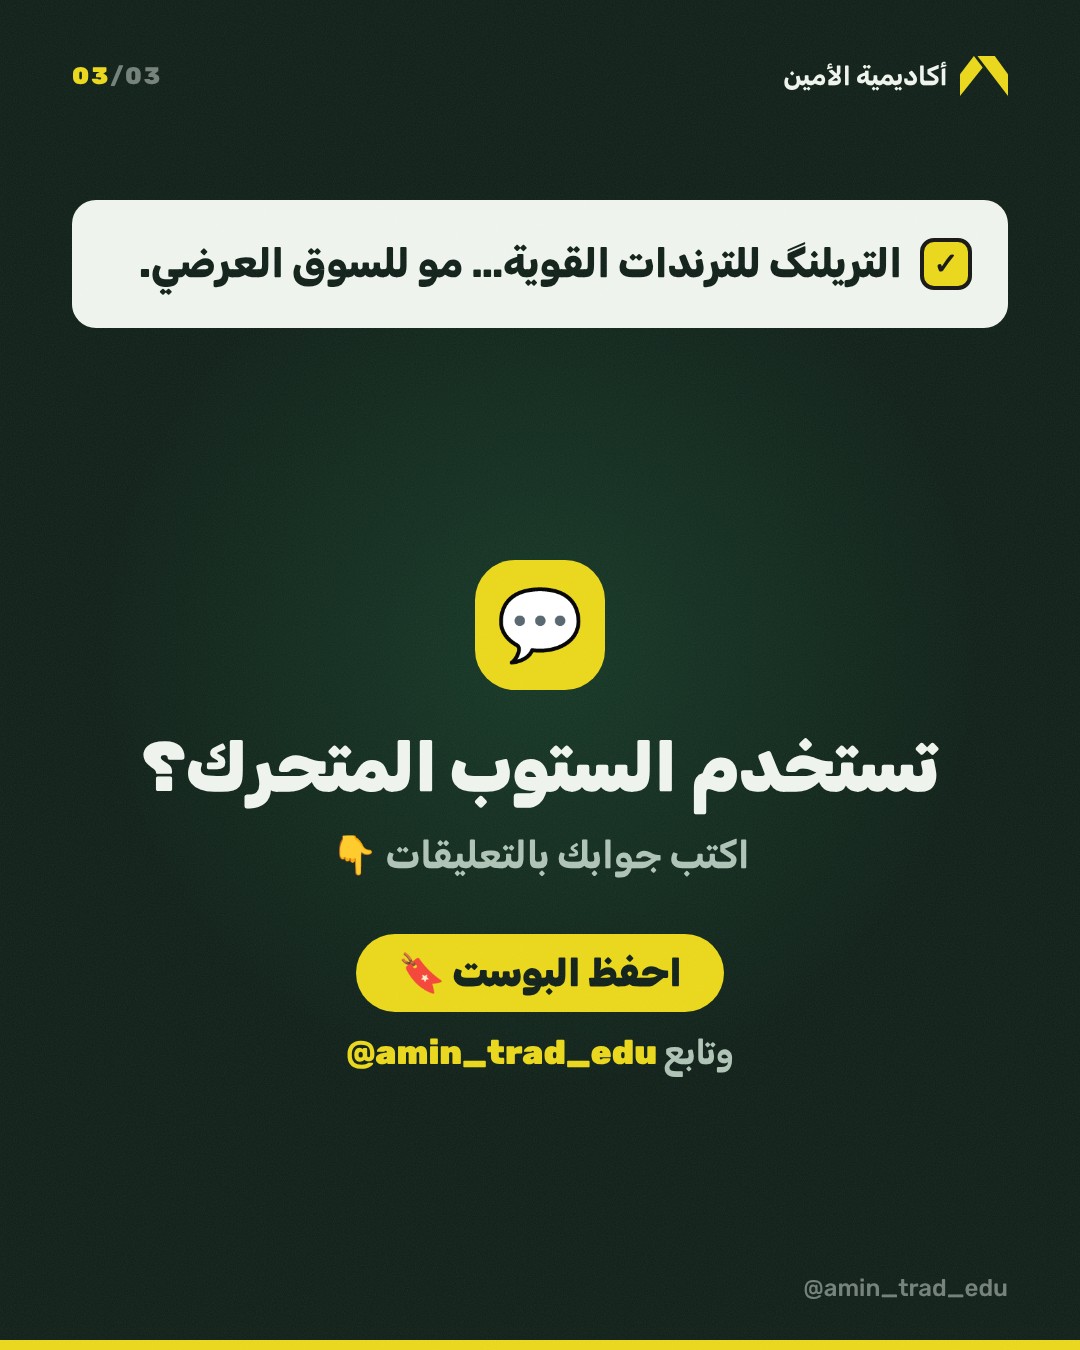 أكاديمية الأمين
03/03
✓ التريلنگ للترندات القوية... مو للسوق العرضي.
تستخدم الستوب المتحرك؟
اكتب جوابك بالتعليقات 👇
احفظ البوست 🔖
وتابع @amin_trad_edu
@amin_trad_edu